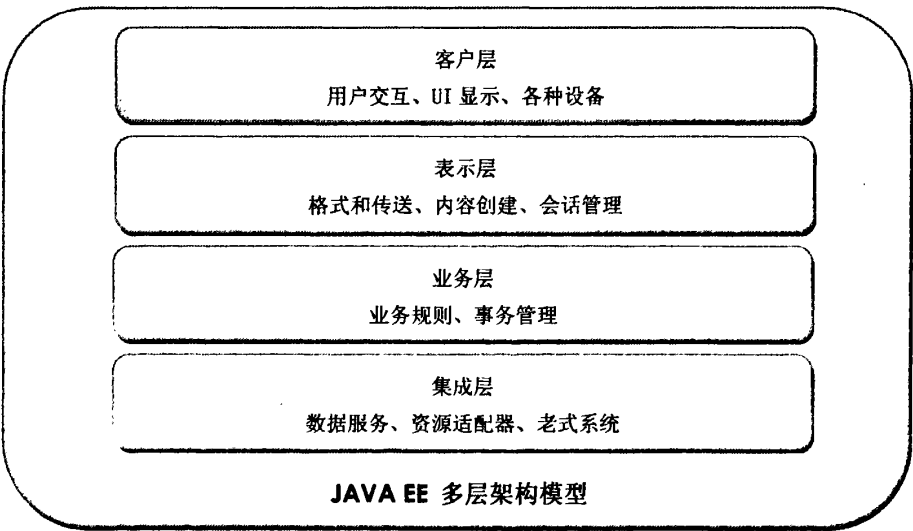 客户层
用户交互、UI 显示、各种设备
表示层
格式和传送、内容创建、会话管理
业务层
业务规则、事务管理
集成层
数据服务、资源适配器、老式系统
JAVA EE 多层架构模型